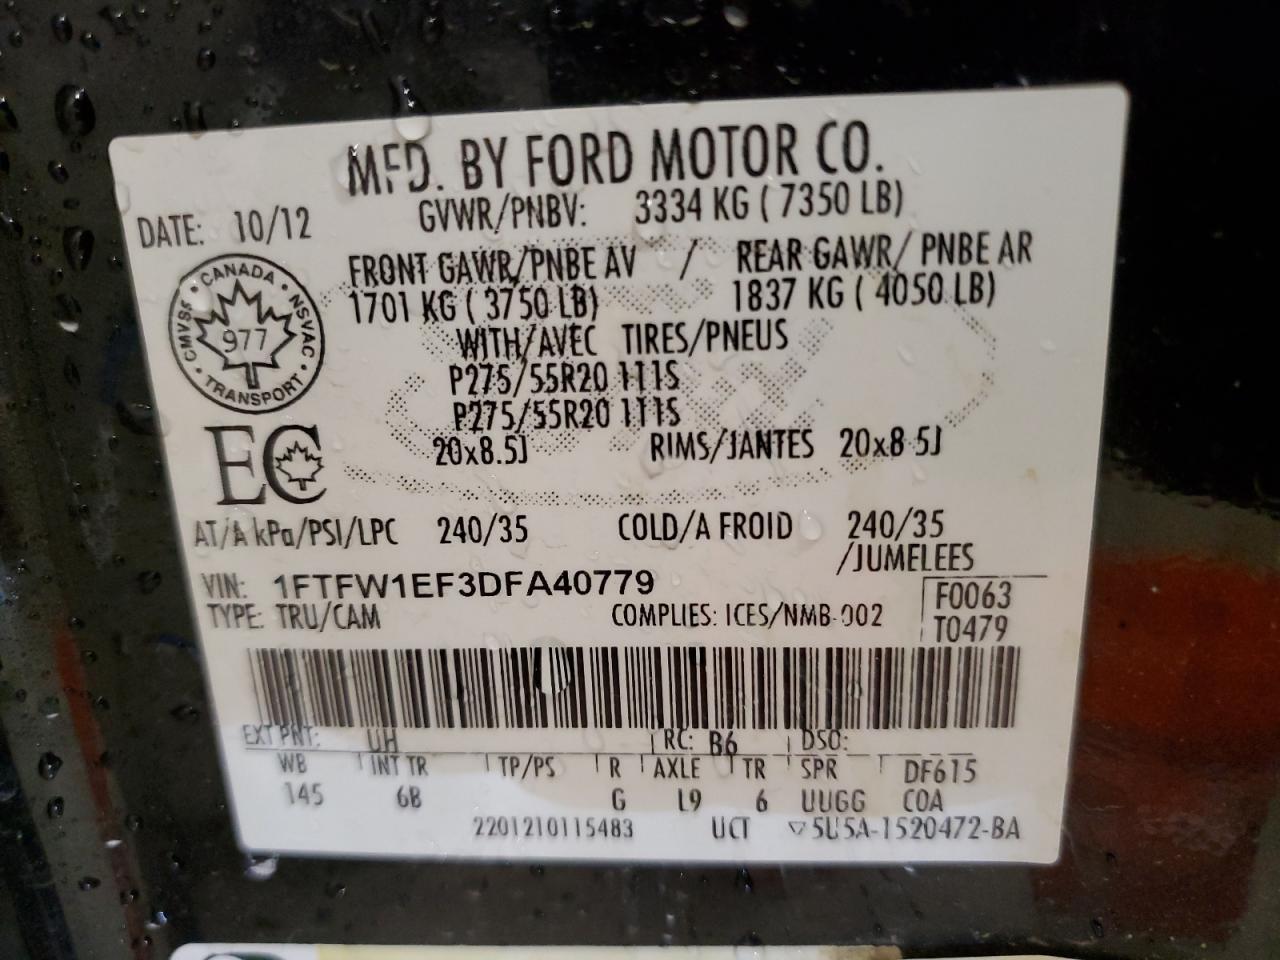 MFD. BY FORD MOTOR CO.
DATE: 10/12 GVWR/PNBV: 3334 KG ( 7350 LB)
FRONT GAWR/PNBE AV / REAR GAWR/ PNBE AR
1701 KG ( 3750 LB) 1837 KG ( 4050 LB)
WITH/AVEC TIRES/PNEUS
P275/55R20 111S
P275/55R20 111S
20x8.5J RIMS/JANTES 20x8.5J
CANADA
CMVSS NSVAC
977
TRANSPORT
EC
AT/A kPa/PSI/LPC 240/35 COLD/A FROID 240/35
/JUMELEES
VIN: 1FTFW1EF3DFA40779
TYPE: TRU/CAM COMPLIES: ICES/NMB-002
F0063
T0479
EXT PNT: UH RC: B6 DSO:
WB INT TR TP/PS R AXLE TR SPR DF615
145 6B G L9 6 UUGG COA
2201210115483 UCT ▽5U5A-1520472-BA